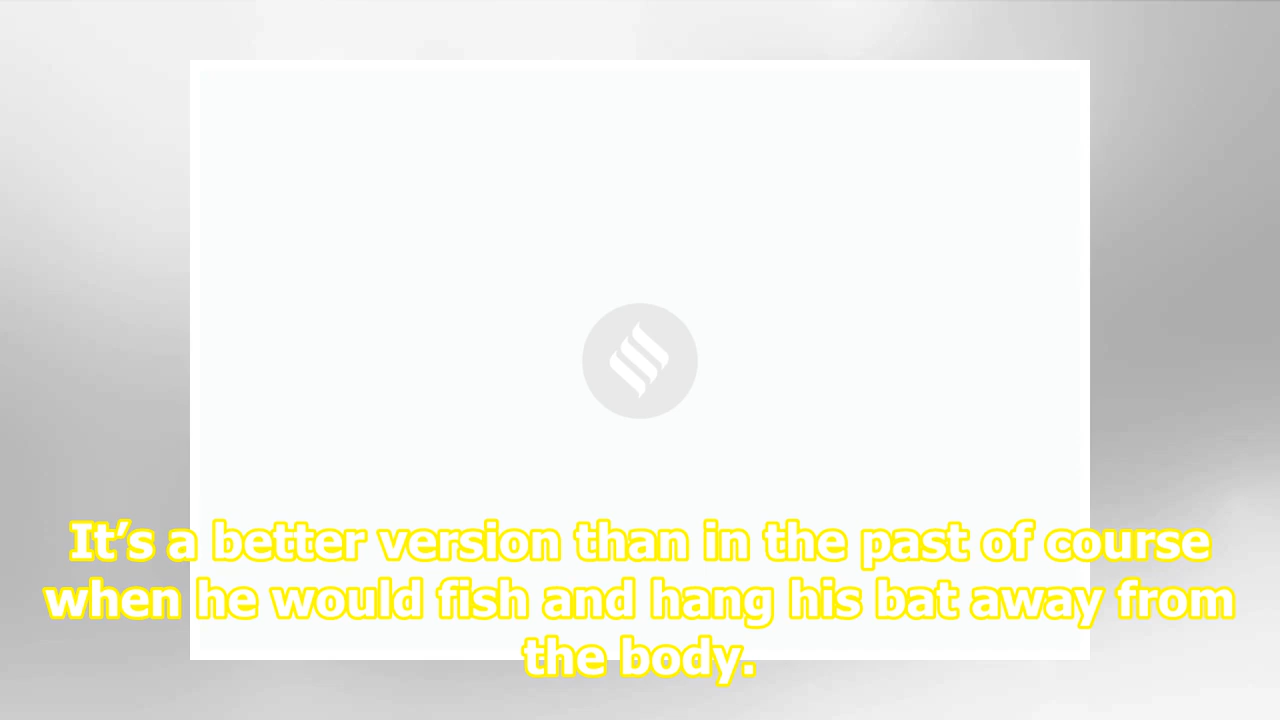 It’s a better version than in the past of course
when he would fish and hang his bat away from
the body.